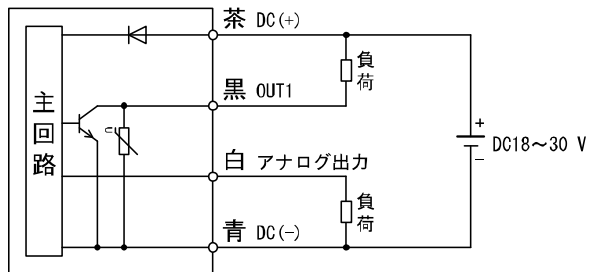 茶 DC(+)
負荷
黒 OUT1
主回路
U
白 アナログ出力
+
DC18～30 V
−
負荷
青 DC(−)